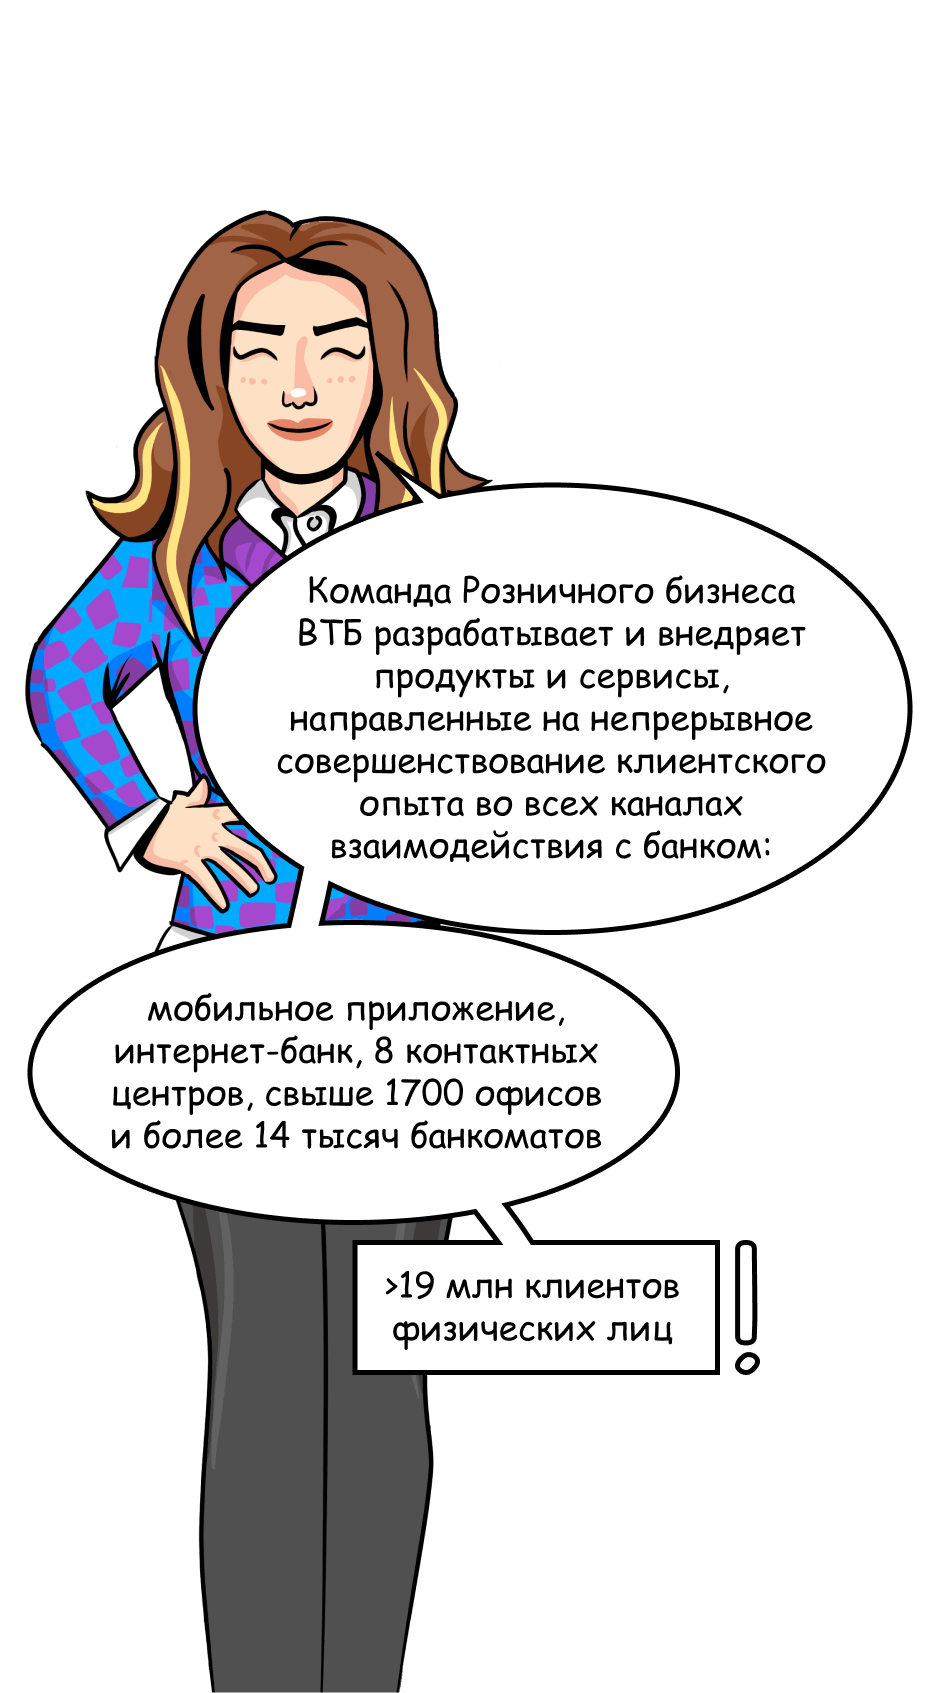 Команда Розничного бизнеса
ВТБ разрабатывает и внедряет
продукты и сервисы,
направленные на непрерывное
совершенствование клиентского
опыта во всех каналах
взаимодействия с банком:
мобильное приложение,
интернет-банк, 8 контактных
центров, свыше 1700 офисов
и более 14 тысяч банкоматов
>19 млн клиентов
физических лиц
!